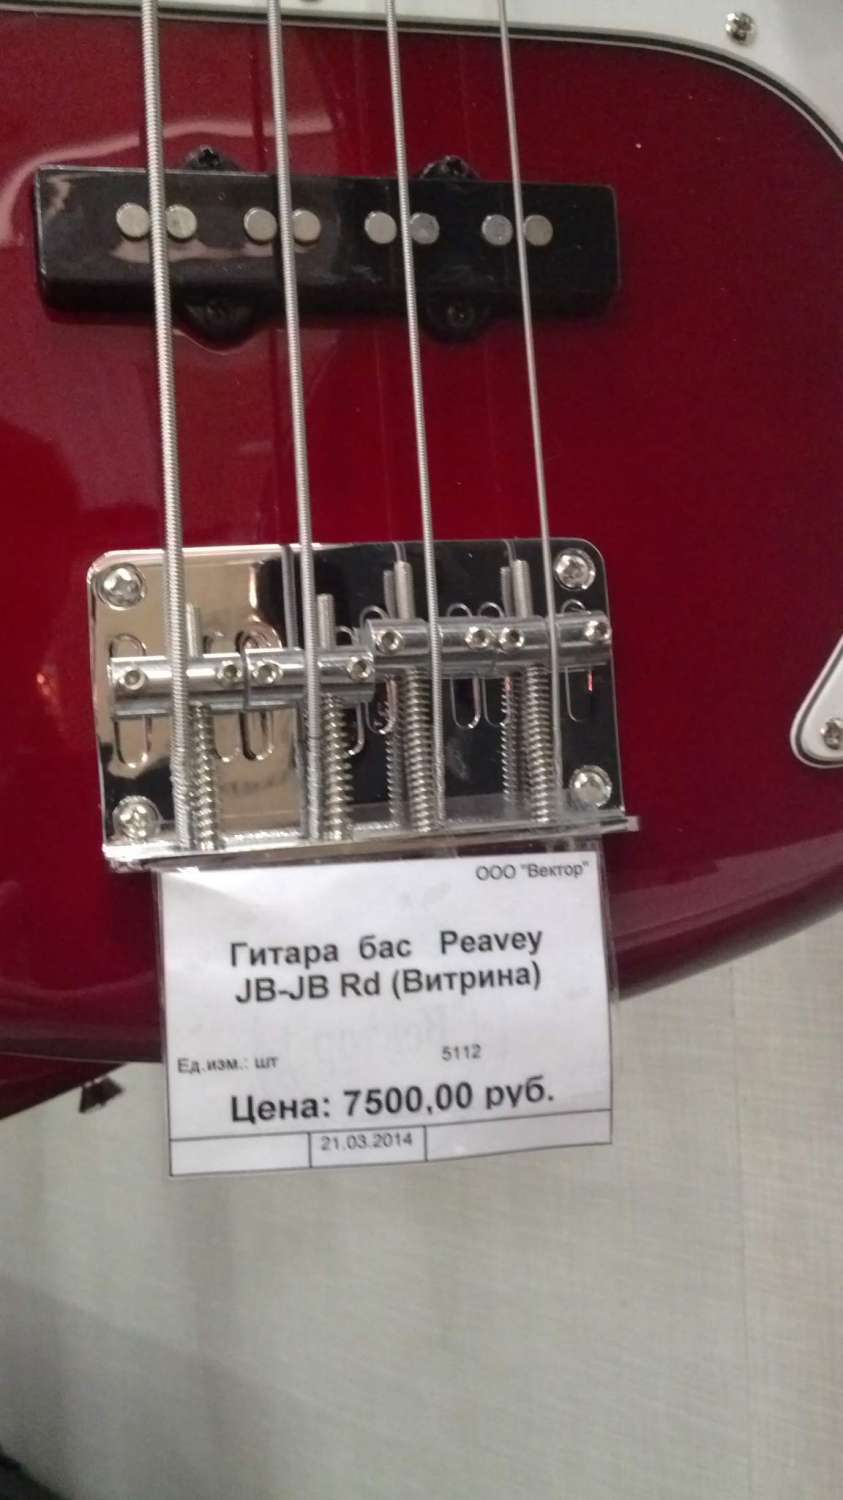 ООО "Вектор"
Гитара бас Peavey
JB-JB Rd (Витрина)
Ед.изм.: шт 5112
Цена: 7500,00 руб.
21.03.2014